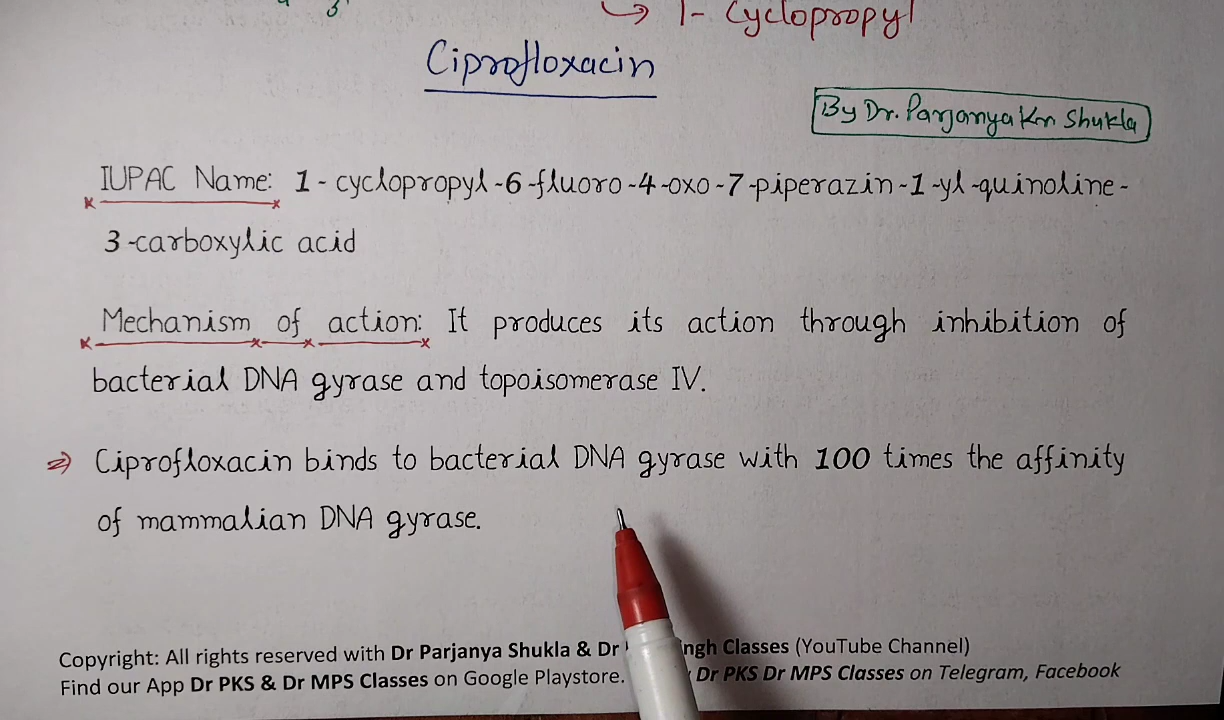 1- Cyclopropyl
Ciprofloxacin
By Dr. Parjanya Km Shukla
IUPAC Name: 1-cyclopropyl-6-fluoro-4-oxo-7-piperazin-1-yl-quinoline-
3-carboxylic acid
Mechanism of action: It produces its action through inhibition of
bacterial DNA gyrase and topoisomerase IV.
⇒ Ciprofloxacin binds to bacterial DNA gyrase with 100 times the affinity
of mammalian DNA gyrase.
Copyright: All rights reserved with Dr Parjanya Shukla & Dr Classes (YouTube Channel)
Find our App Dr PKS & Dr MPS Classes on Google Playstore. Dr PKS Dr MPS Classes on Telegram, Facebook